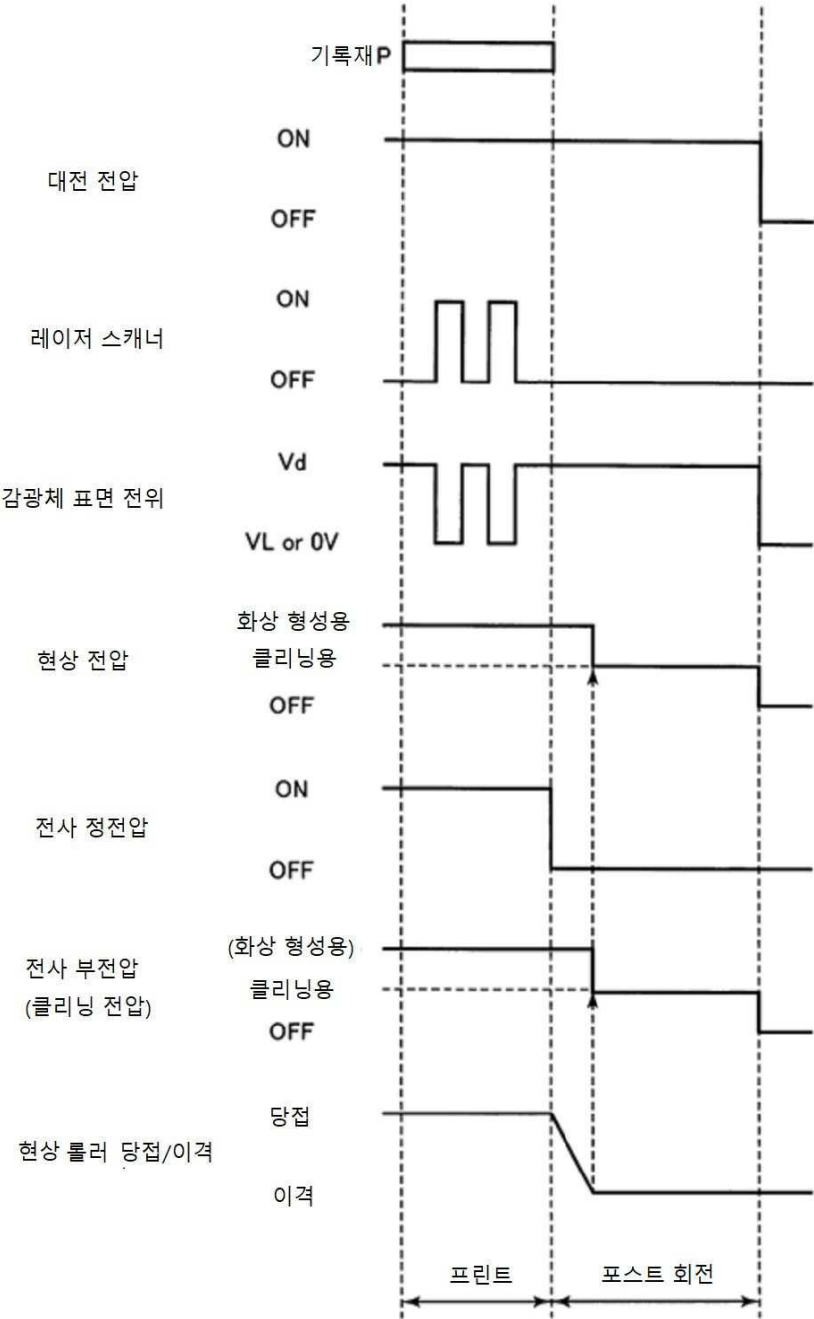 기록재P
ON
대전 전압
OFF
ON
레이저 스캐너
OFF
Vd
감광체 표면 전위
VL or 0V
화상 형성용
현상 전압
클리닝용
OFF
ON
전사 정전압
OFF
(화상 형성용)
전사 부전압
(클리닝 전압)
클리닝용
OFF
당접
현상 롤러 당접/이격
이격
프린트
포스트 회전